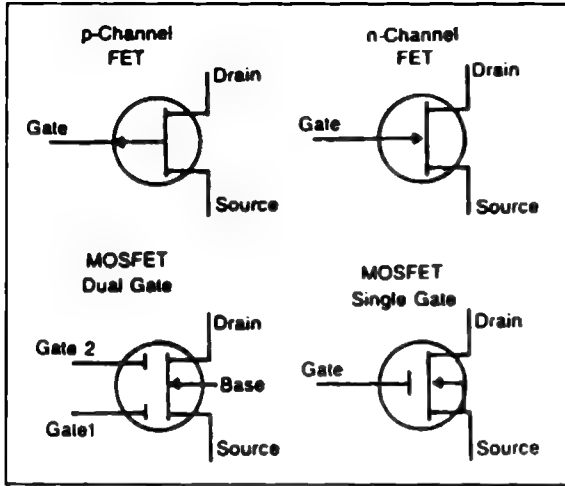 p-Channel
FET
Drain
Gate
Source
n-Channel
FET
Drain
Gate
Source
MOSFET
Dual Gate
Drain
Gate 2
Base
Gate1
Source
MOSFET
Single Gate
Drain
Gate
Source